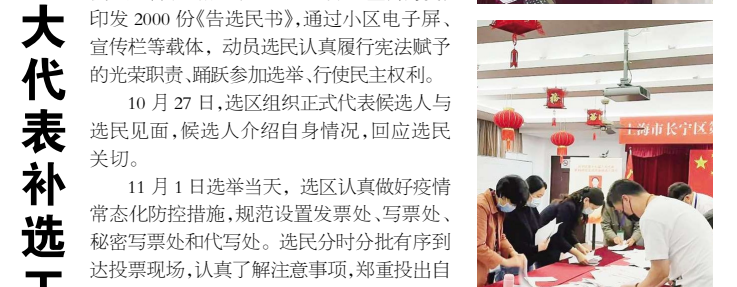 大代表补选
印发 2000 份《告选民书》,通过小区电子屏、
宣传栏等载体，动员选民认真履行宪法赋予
的光荣职责、踊跃参加选举、行使民主权利。
10 月 27 日,选区组织正式代表候选人与
选民见面,候选人介绍自身情况,回应选民
关切。
11 月 1 日选举当天，选区认真做好疫情
常态化防控措施,规范设置发票处、写票处、
秘密写票处和代写处。选民分时分批有序到
达投票现场,认真了解注意事项,郑重投出自
上海市长宁区